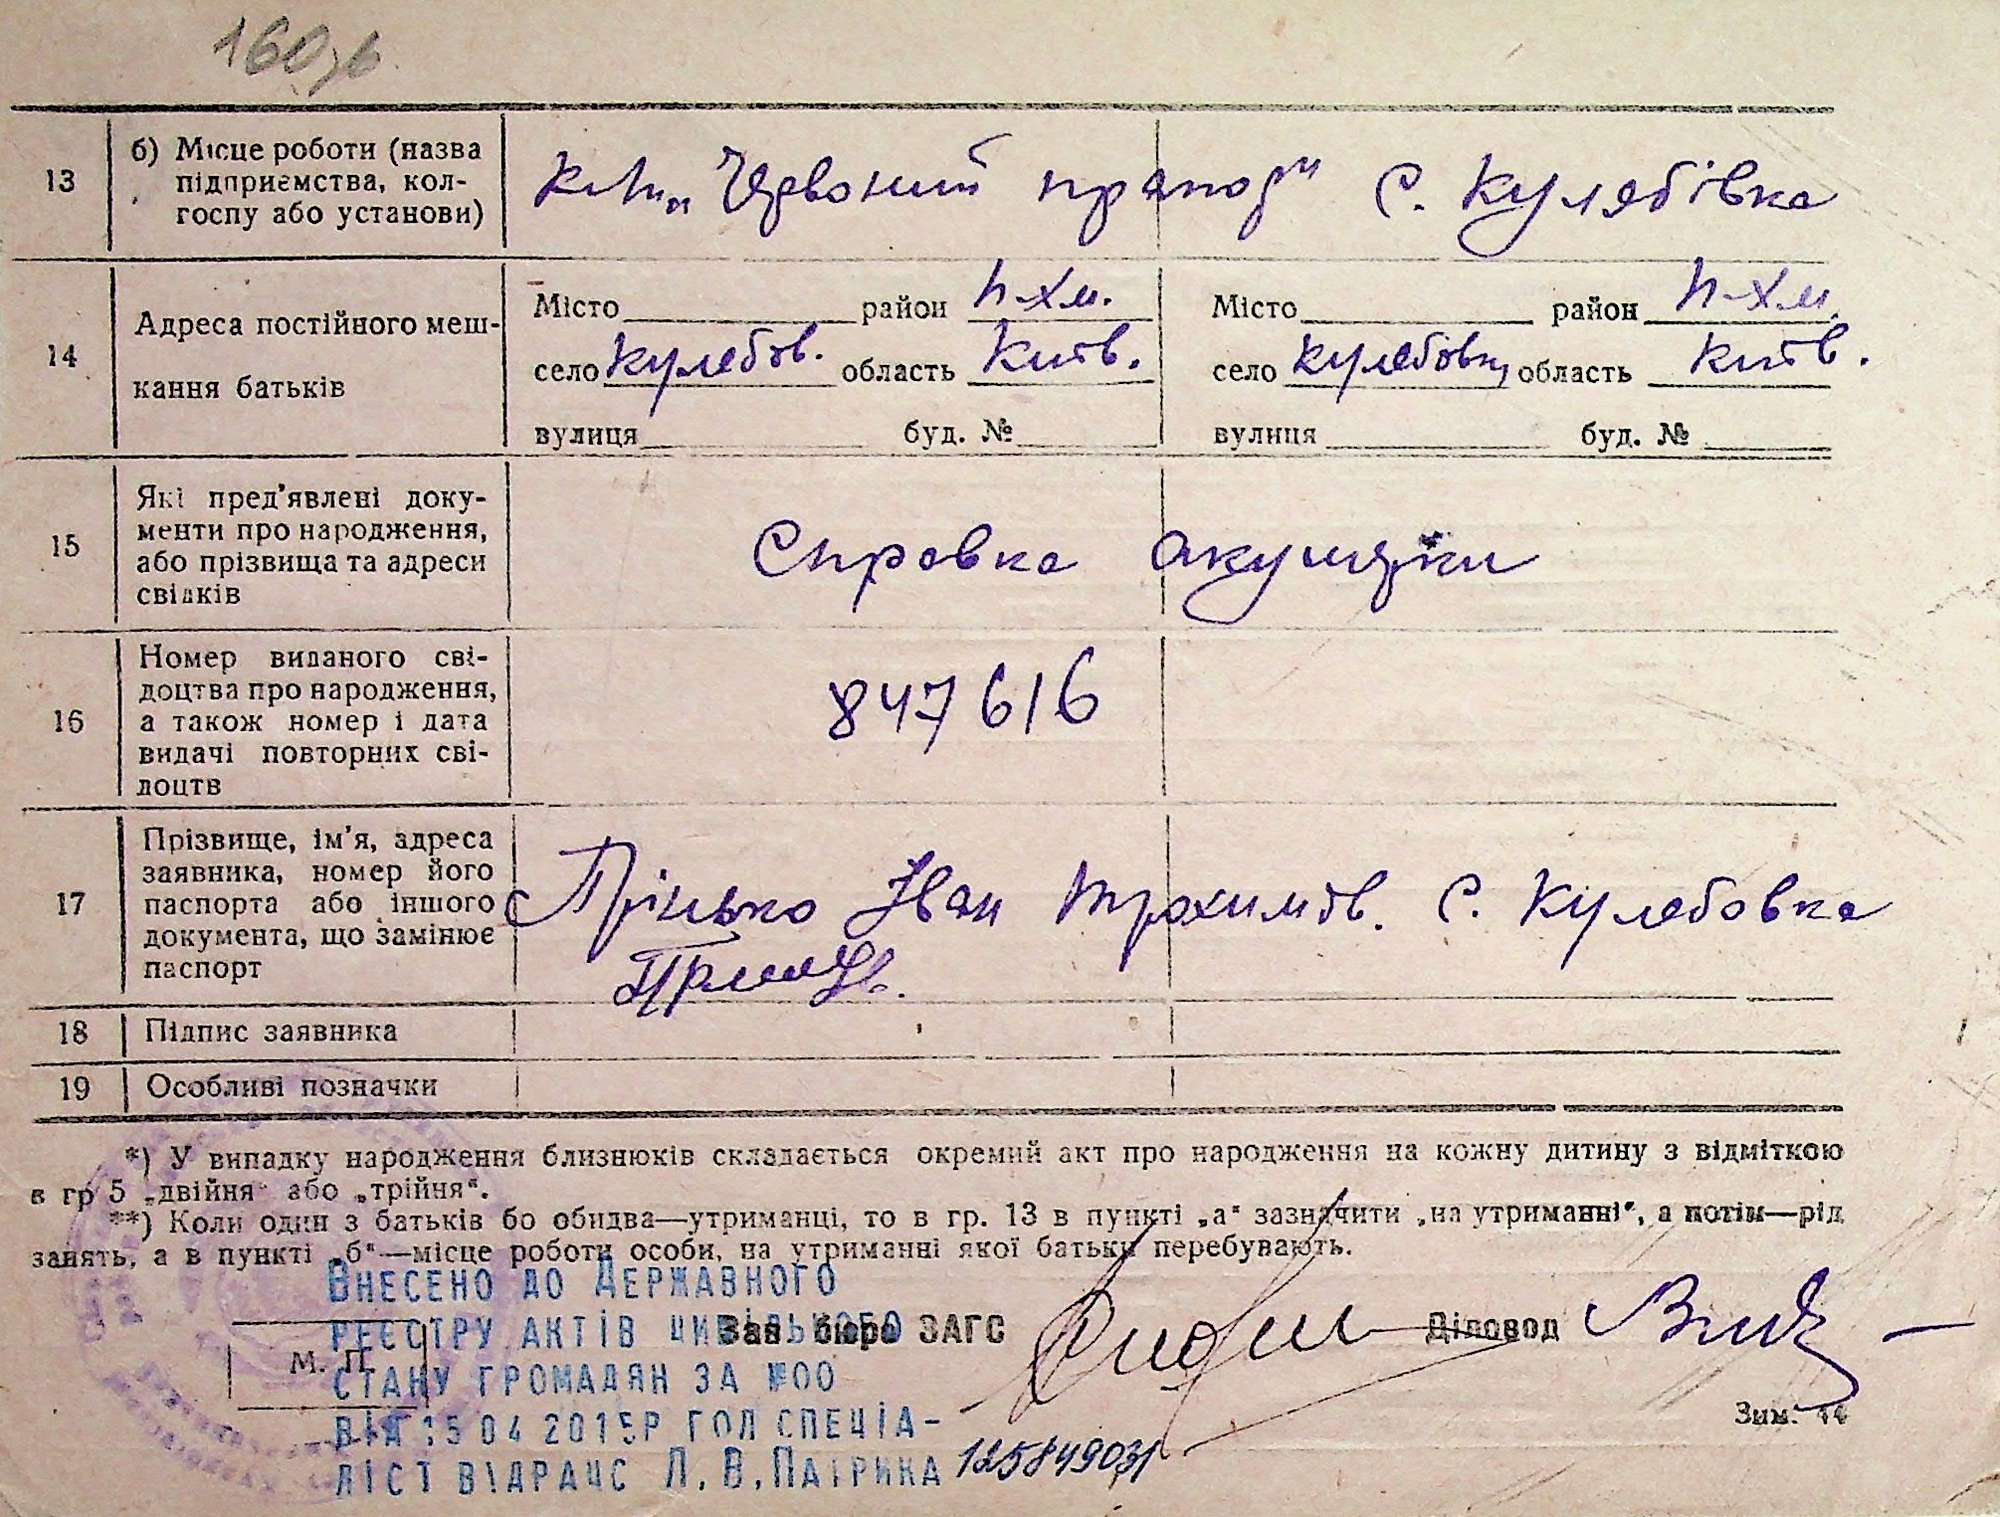 160зв.
13 б) Місце роботи (назва підприємства, колгоспу або установи) „Червоний прапор" с. Кулябівка
14 Адреса постійного меш-
кання батьків
Місто район П-Хм. Місто район П-Хм.
село Кулебов. область Київ. село Кулебовка область Київ.
вулиця буд. № вулиця буд. №
15 Які пред'явлені доку-
менти про народження,
або прізвища та адреси
свідків
Справка акушерки
16 Номер виданого сві-
доцтва про народження,
а також номер і дата
видачі повторних сві-
доцтв
847616
17 Прізвище, ім'я, адреса
заявника, номер його
паспорта або іншого
документа, що замінює
паспорт
Грінько Іван Трохимов. с. Кулебовка
18 Підпис заявника
19 Особливі позначки
*) У випадку народження близнюків складається окремий акт про народження на кожну дитину з відміткою
в гр 5 „двійня" або „трійня".
**) Коли один з батьків бо обидва—утриманці, то в гр. 13 в пункті „а" зазначити „на утриманні", а потім—рід
занять, а в пункті „б"—місце роботи особи, на утриманні якої батьки перебувають.
Внесено до Державного
реєстру актів цивільного
Зав. бюро ЗАГС Діловод
М. П.
стану громадян за №00
Зим. 44
від 15 04 2015р гол спеціа-
ліст відрацс Л.В.Патрика 125849031